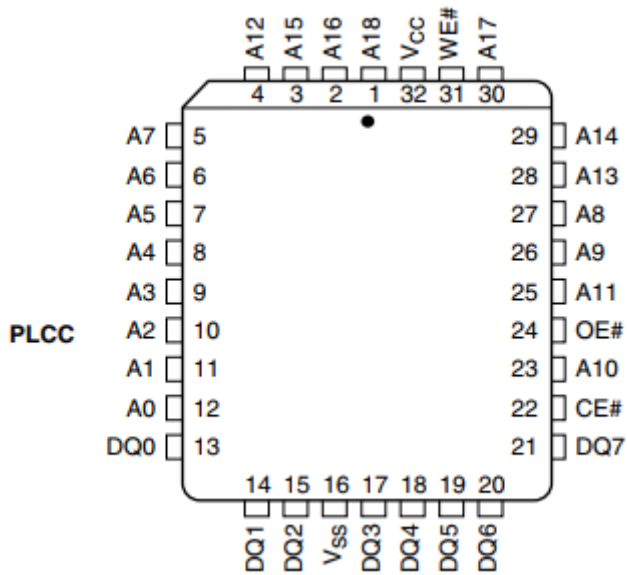 A12 A15 A16 A18 VCC WE# A17
4 3 2 1 32 31 30
A7 5 29 A14
A6 6 28 A13
A5 7 27 A8
A4 8 26 A9
A3 9 25 A11
PLCC A2 10 24 OE#
A1 11 23 A10
A0 12 22 CE#
DQ0 13 21 DQ7
14 15 16 17 18 19 20
DQ1 DQ2 VSS DQ3 DQ4 DQ5 DQ6